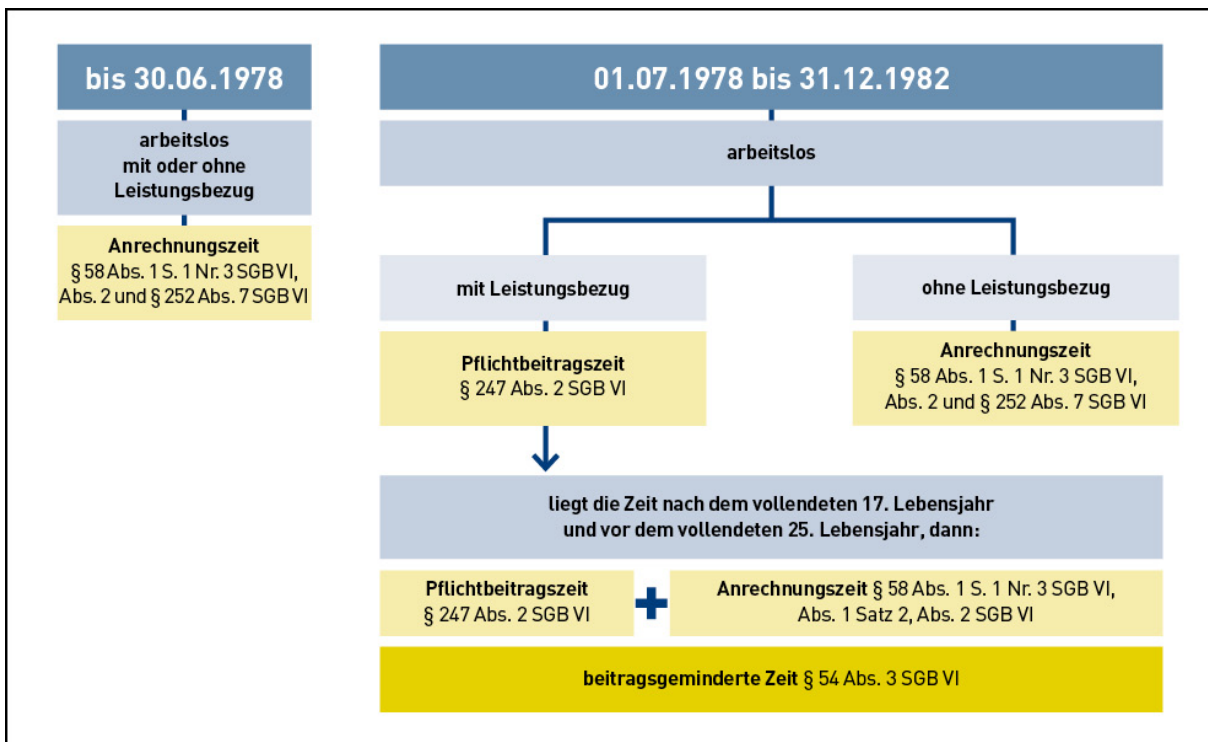 bis 30.06.1978
arbeitslos
mit oder ohne
Leistungsbezug
Anrechnungszeit
§ 58 Abs. 1 S. 1 Nr. 3 SGB VI,
Abs. 2 und § 252 Abs. 7 SGB VI
01.07.1978 bis 31.12.1982
arbeitslos
mit Leistungsbezug
Pflichtbeitragszeit
§ 247 Abs. 2 SGB VI
ohne Leistungsbezug
Anrechnungszeit
§ 58 Abs. 1 S. 1 Nr. 3 SGB VI,
Abs. 2 und § 252 Abs. 7 SGB VI
liegt die Zeit nach dem vollendeten 17. Lebensjahr
und vor dem vollendeten 25. Lebensjahr, dann:
Pflichtbeitragszeit
§ 247 Abs. 2 SGB VI
+
Anrechnungszeit § 58 Abs. 1 S. 1 Nr. 3 SGB VI,
Abs. 1 Satz 2, Abs. 2 SGB VI
beitragsgeminderte Zeit § 54 Abs. 3 SGB VI